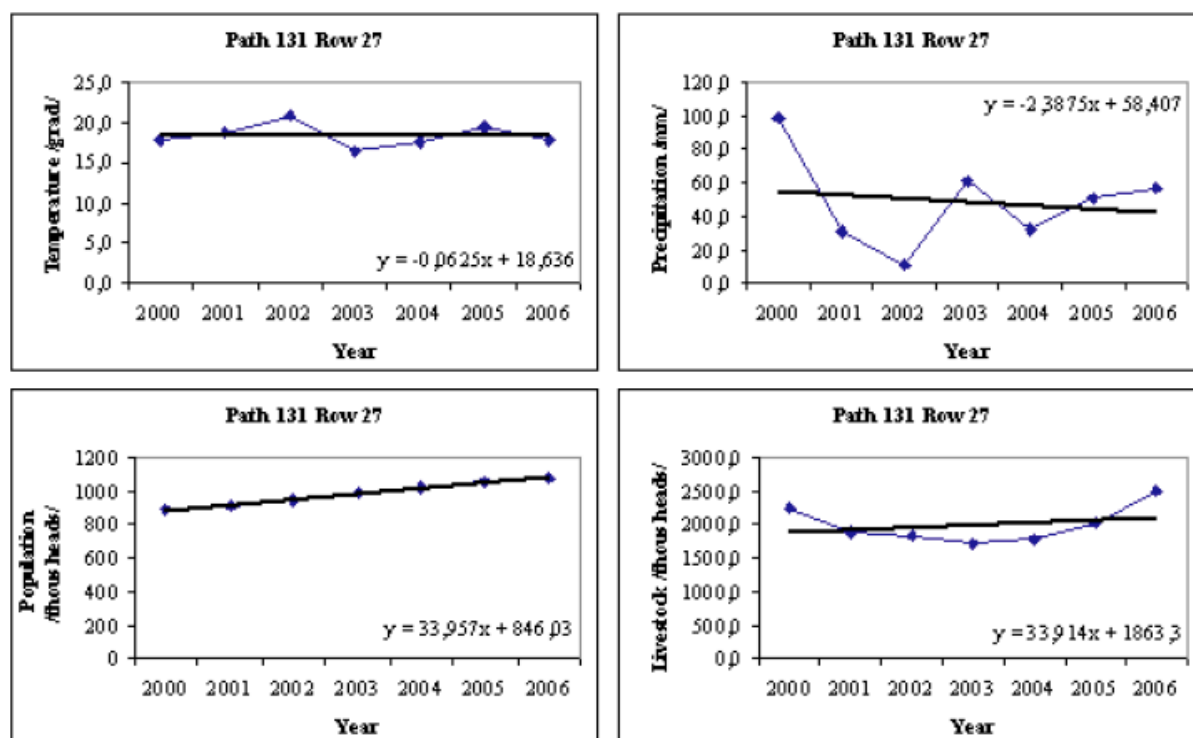 Path 131 Row 27
25,0
20,0
15,0
10,0
5,0
0,0
Temperature /grad/
y = -0,0625x + 18,636
2000 2001 2002 2003 2004 2005 2006
Year
Path 131 Row 27
120,0
100,0
80,0
60,0
40,0
20,0
0,0
Precipitation /mm/
y = -2,3875x + 58,407
2000 2001 2002 2003 2004 2005 2006
Year
Path 131 Row 27
1200
1000
800
600
400
200
0
Population
/thous heads/
y = 33,957x + 846,03
2000 2001 2002 2003 2004 2005 2006
Year
Path 131 Row 27
3000,0
2500,0
2000,0
1500,0
1000,0
500,0
0,0
Livestock /thous heads/
y = 33,914x + 1863,3
2000 2001 2002 2003 2004 2005 2006
Year